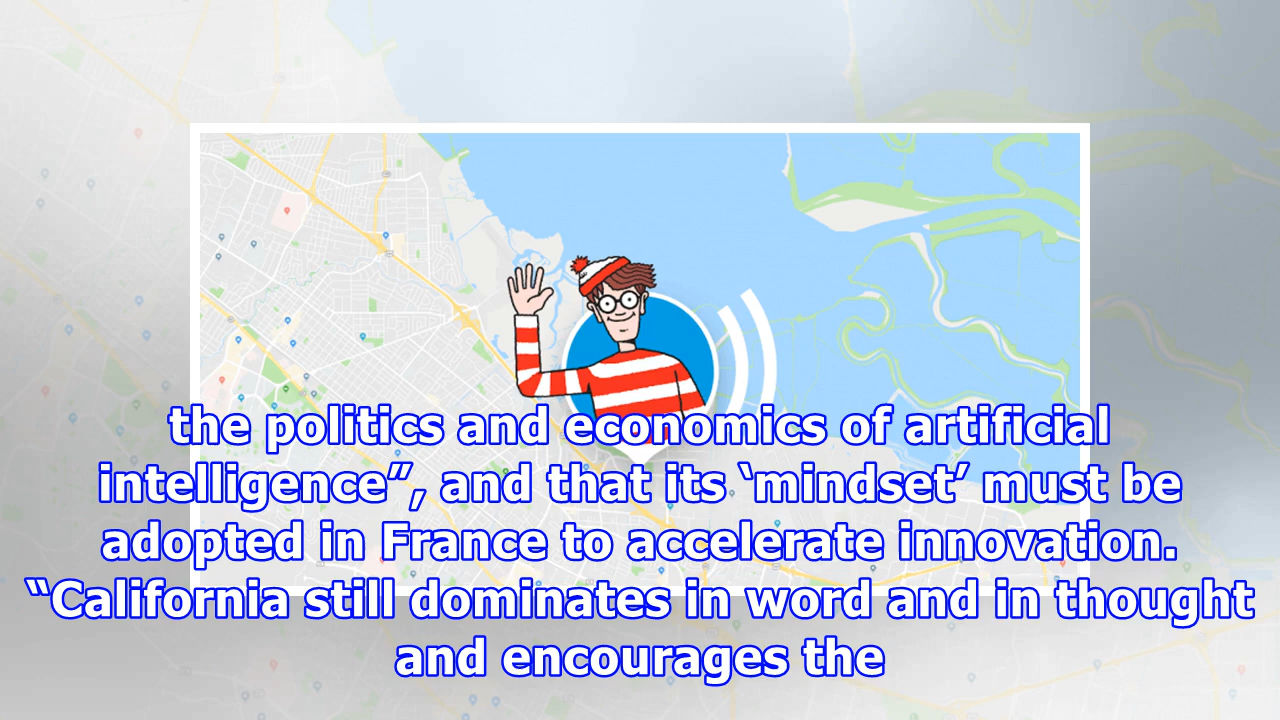 the politics and economics of artificial
intelligence”, and that its ‘mindset’ must be
adopted in France to accelerate innovation.
“California still dominates in word and in thought
and encourages the